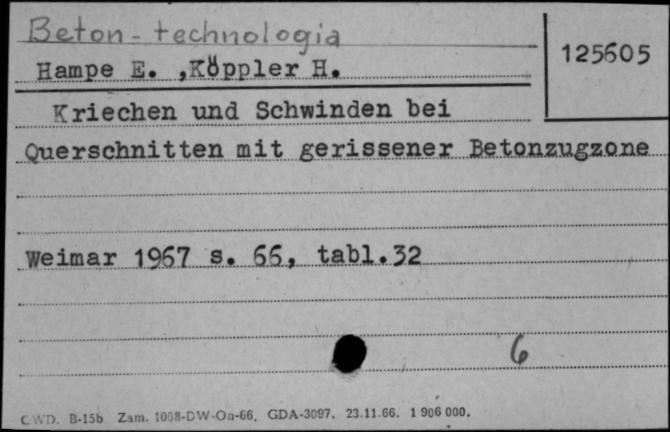 Beton - technologia
125605
Hampe E. ,Köppler H.
Kriechen und Schwinden bei
Querschnitten mit gerissener Betonzugzone
Weimar 1967 s. 66, tabl.32
6
CWD. B-15b Zam. 1008-DW-Oa-66. GDA-3097. 23.11.66. 1 906 000.